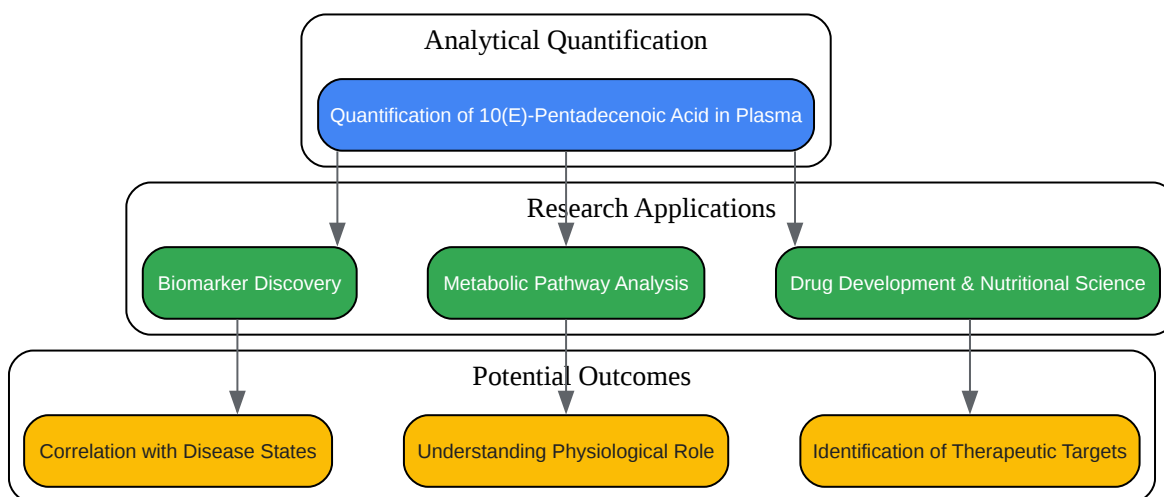 Analytical Quantification
Quantification of 10(E)-Pentadecenoic Acid in Plasma
Research Applications
Biomarker Discovery
Metabolic Pathway Analysis
Drug Development & Nutritional Science
Potential Outcomes
Correlation with Disease States
Understanding Physiological Role
Identification of Therapeutic Targets